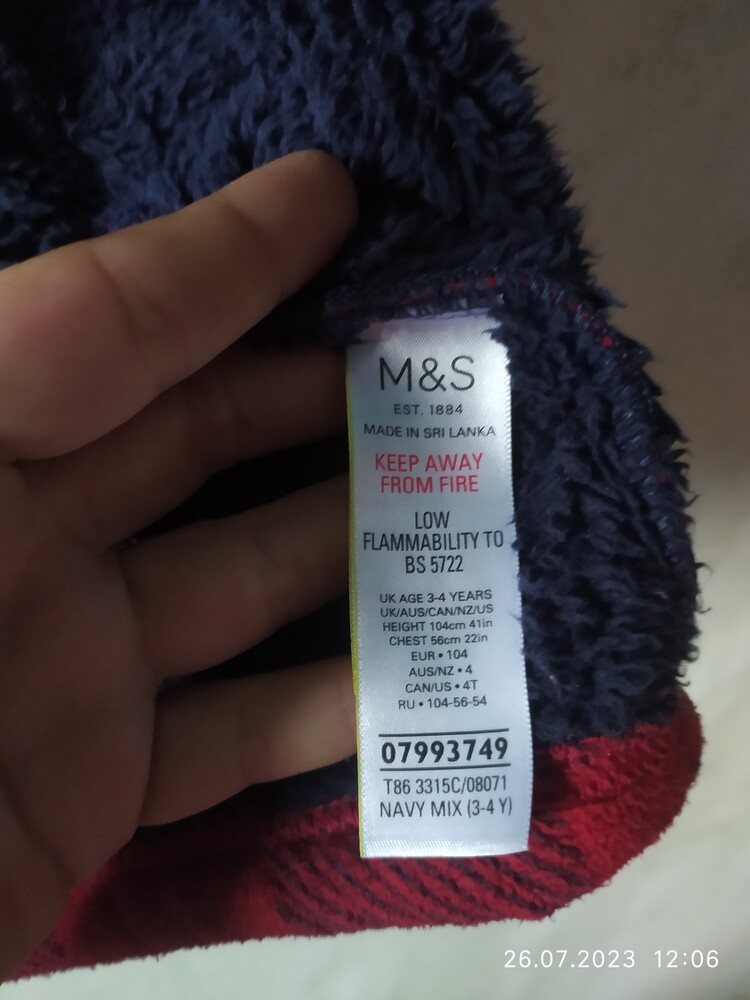 M&S
EST. 1884
MADE IN SRI LANKA
KEEP AWAY
FROM FIRE
LOW
FLAMMABILITY TO
BS 5722
UK AGE 3-4 YEARS
UK/AUS/CAN/NZ/US
HEIGHT 104cm 41in
CHEST 56cm 22in
EUR • 104
AUS/NZ • 4
CAN/US • 4T
RU • 104-56-54
07993749
T86 3315C/08071
NAVY MIX (3-4 Y)
26.07.2023 12:06